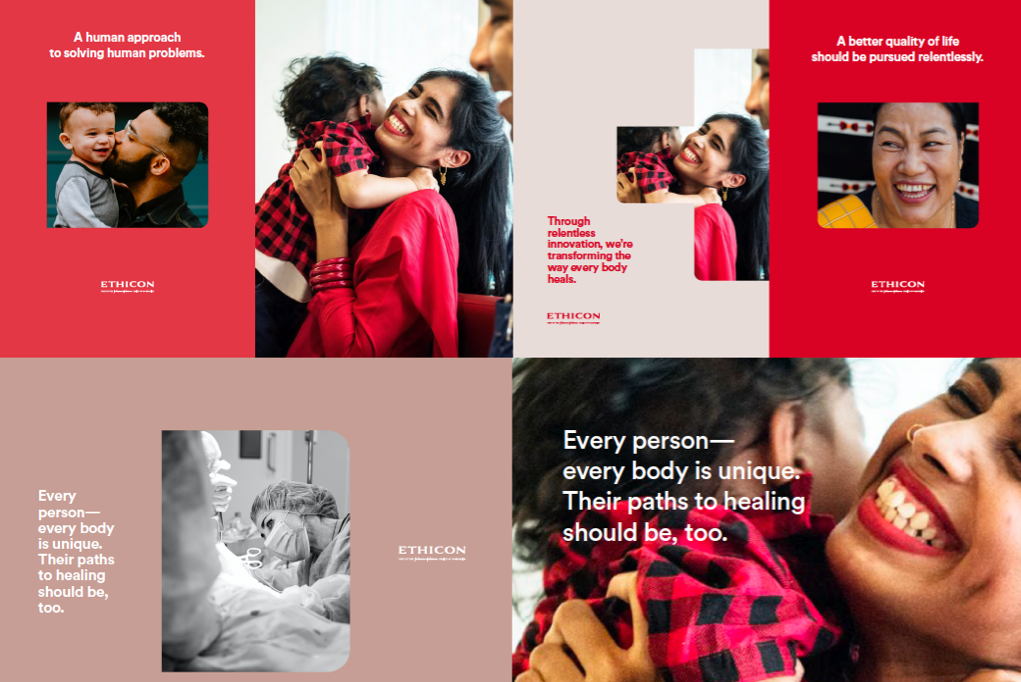 A human approach
to solving human problems.
ETHICON
Through
relentless
innovation, we're
transforming the
way every body
heals.
ETHICON
A better quality of life
should be pursued relentlessly.
ETHICON
Every
person—
every body
is unique.
Their paths
to healing
should be,
too.
ETHICON
Every person—
every body is unique.
Their paths to healing
should be, too.